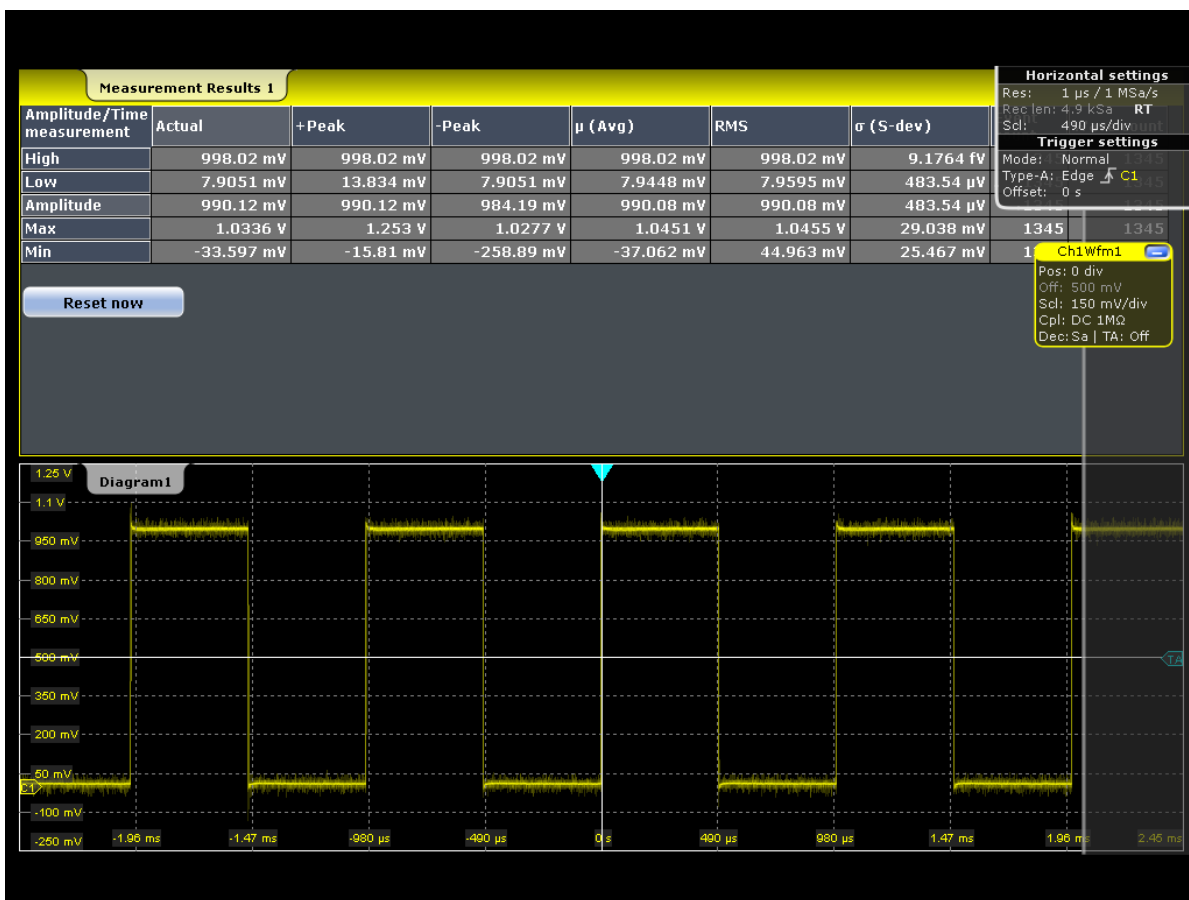 Measurement Results 1
Amplitude/Time measurement Actual +Peak -Peak μ (Avg) RMS σ (S-dev)
High 998.02 mV 998.02 mV 998.02 mV 998.02 mV 998.02 mV 9.1764 fV
Low 7.9051 mV 13.834 mV 7.9051 mV 7.9448 mV 7.9595 mV 483.54 μV
Amplitude 990.12 mV 990.12 mV 984.19 mV 990.08 mV 990.08 mV 483.54 μV
Max 1.0336 V 1.253 V 1.0277 V 1.0451 V 1.0455 V 29.038 mV 1345 1345
Min -33.597 mV -15.81 mV -258.89 mV -37.062 mV 44.963 mV 25.467 mV
Reset now
Horizontal settings
Res: 1 μs / 1 MSa/s
Rec len: 4.9 kSa RT
Scl: 490 μs/div
Trigger settings
Mode: Normal
Type-A: Edge C1
Offset: 0 s
Ch1Wfm1
Pos: 0 div
Off: 500 mV
Scl: 150 mV/div
Cpl: DC 1MΩ
Dec: Sa | TA: Off
Diagram1
1.25 V
1.1 V
950 mV
800 mV
650 mV
500 mV
TA
350 mV
200 mV
50 mV
C1
-100 mV
-250 mV -1.96 ms -1.47 ms -980 μs -490 μs 0 s 490 μs 980 μs 1.47 ms 1.96 ms 2.45 ms